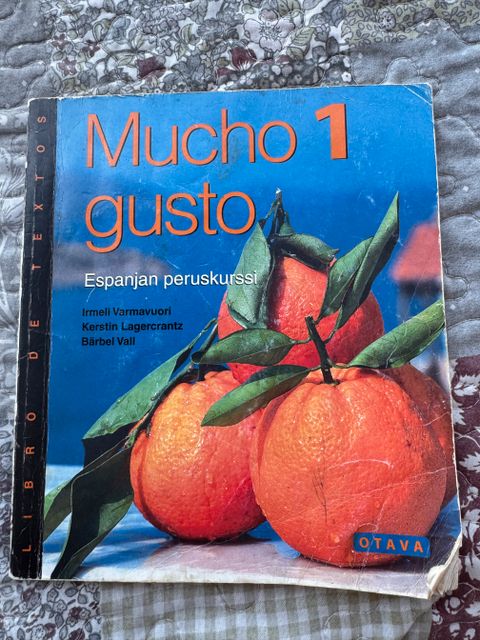 Mucho 1
gusto
Espanjan peruskurssi
Irmeli Varmavuori
Kerstin Lagercrantz
Bärbel Vall
LIBRO DE TEXTOS
OTAVA